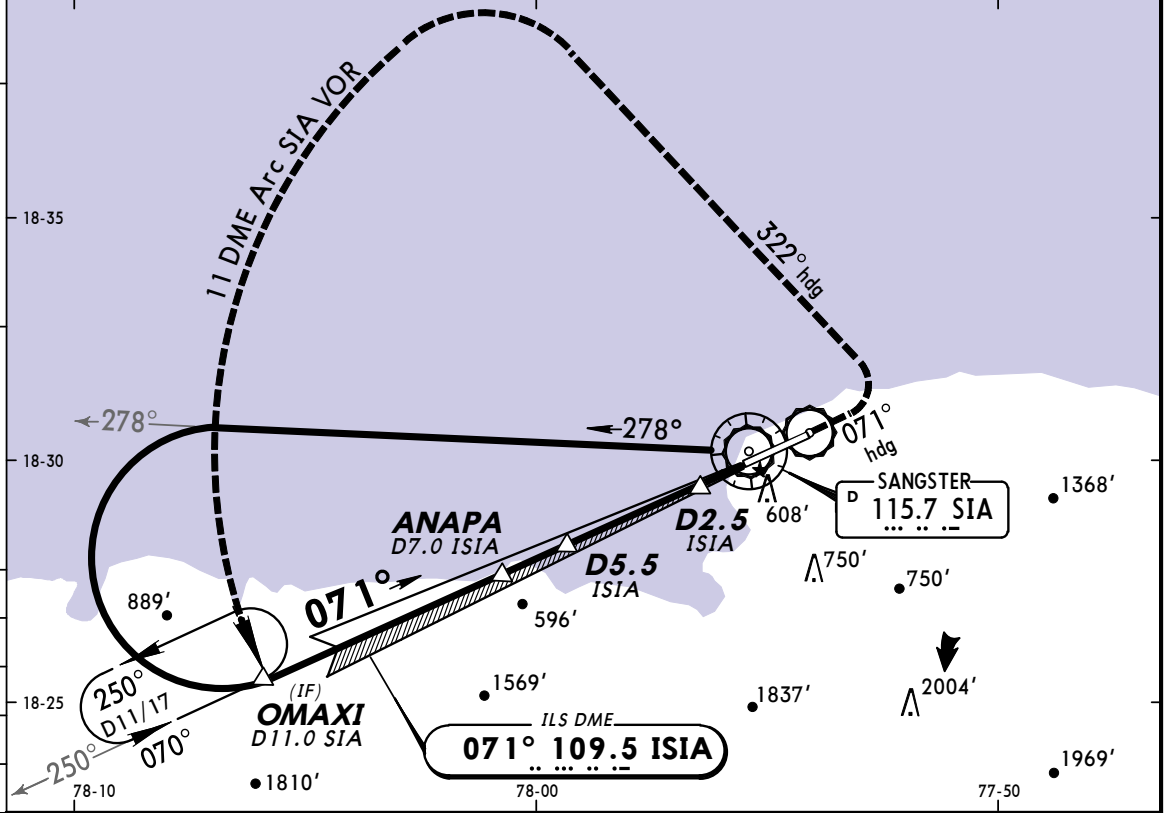 11 DME Arc SIA VOR
18-35
322° hdg
278°
278°
071°
hdg
18-30
SANGSTER
D 115.7 SIA
1368'
ANAPA
D7.0 ISIA
D2.5
ISIA
608'
D5.5
ISIA
750'
750'
071°
889'
596'
250°
D11/17
(IF)
OMAXI
D11.0 SIA
1569'
1837'
2004'
18-25
070°
250°
ILS DME
071° 109.5 ISIA
1810'
1969'
78-10
78-00
77-50